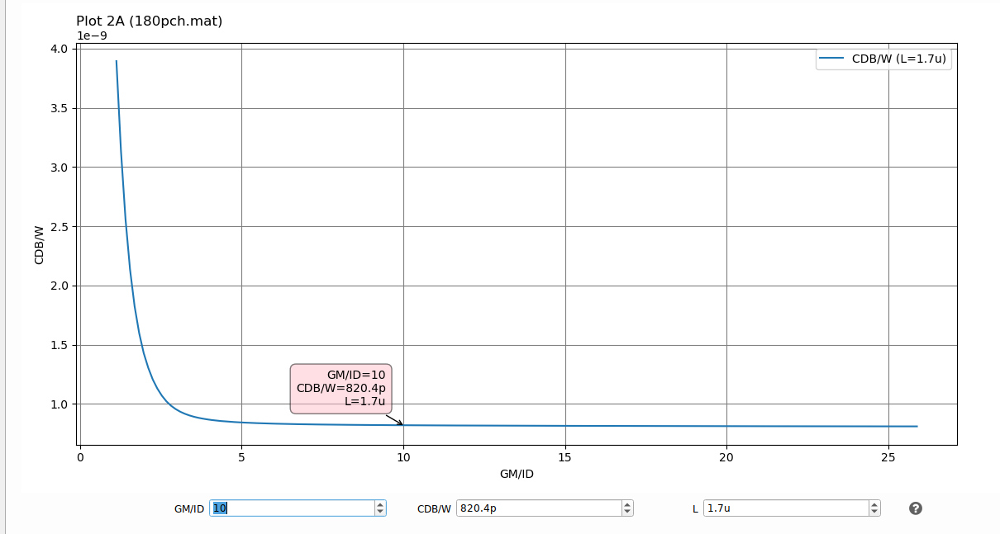 Plot 2A (180pch.mat)
1e−9
4.0
3.5
3.0
2.5
2.0
1.5
1.0
CDB/W
CDB/W (L=1.7u)
GM/ID=10
CDB/W=820.4p
L=1.7u
0 5 10 15 20 25
GM/ID
GM/ID 10 CDB/W 820.4p L 1.7u ?